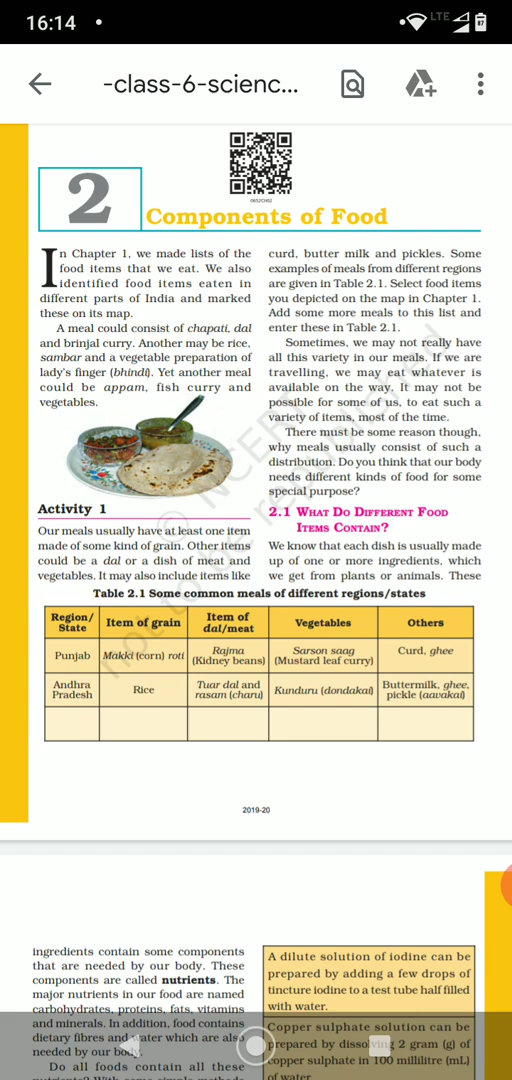 16:14
LTE
87
-class-6-scienc...
0652CH02
2
Components of Food
In Chapter 1, we made lists of the
food items that we eat. We also
identified food items eaten in
different parts of India and marked
these on its map.
A meal could consist of chapati, dal
and brinjal curry. Another may be rice,
sambar and a vegetable preparation of
lady's finger (bhindi). Yet another meal
could be appam, fish curry and
vegetables.
Activity 1
Our meals usually have at least one item
made of some kind of grain. Other items
could be a dal or a dish of meat and
vegetables. It may also include items like
curd, butter milk and pickles. Some
examples of meals from different regions
are given in Table 2.1. Select food items
you depicted on the map in Chapter 1.
Add some more meals to this list and
enter these in Table 2.1.
Sometimes, we may not really have
all this variety in our meals. If we are
travelling, we may eat whatever is
available on the way. It may not be
possible for some of us, to eat such a
variety of items, most of the time.
There must be some reason though,
why meals usually consist of such a
distribution. Do you think that our body
needs different kinds of food for some
special purpose?
2.1 WHAT DO DIFFERENT FOOD
ITEMS CONTAIN?
We know that each dish is usually made
up of one or more ingredients, which
we get from plants or animals. These
Table 2.1 Some common meals of different regions/states
Region/ State Item of grain Item of dal/meat Vegetables Others
Punjab Makki (corn) roti Rajma (Kidney beans) Sarson saag (Mustard leaf curry) Curd, ghee
Andhra Pradesh Rice Tuar dal and rasam (charu) Kunduru (dondakai) Buttermilk, ghee, pickle (aavakai)
© NCERT
not to be republished
2019-20
ingredients contain some components
that are needed by our body. These
components are called nutrients. The
major nutrients in our food are named
carbohydrates, proteins, fats, vitamins
and minerals. In addition, food contains
dietary fibres and water which are also
needed by our body.
Do all foods contain all these
A dilute solution of iodine can be
prepared by adding a few drops of
tincture iodine to a test tube half filled
with water.
Copper sulphate solution can be
prepared by dissolving 2 gram (g) of
copper sulphate in 100 millilitre (mL)
of water.